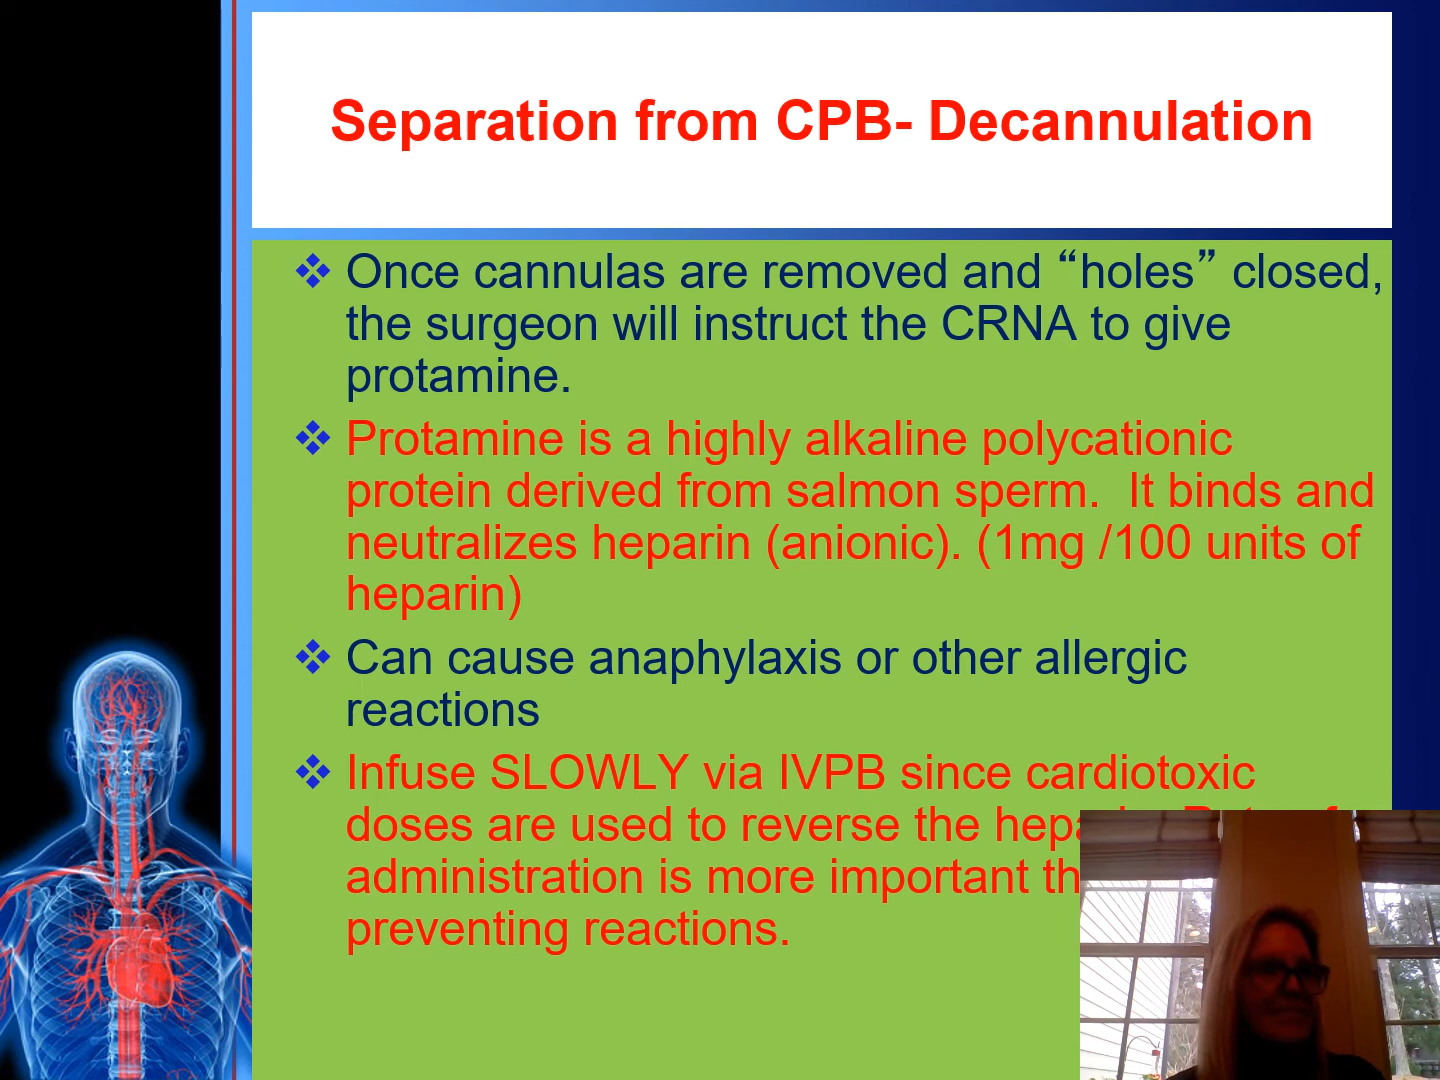 Separation from CPB- Decannulation
❖ Once cannulas are removed and “holes” closed,
the surgeon will instruct the CRNA to give
protamine.
❖ Protamine is a highly alkaline polycationic
protein derived from salmon sperm.  It binds and
neutralizes heparin (anionic). (1mg /100 units of
heparin)
❖ Can cause anaphylaxis or other allergic
reactions
❖ Infuse SLOWLY via IVPB since cardiotoxic
doses are used to reverse the
administration is more important
preventing reactions.